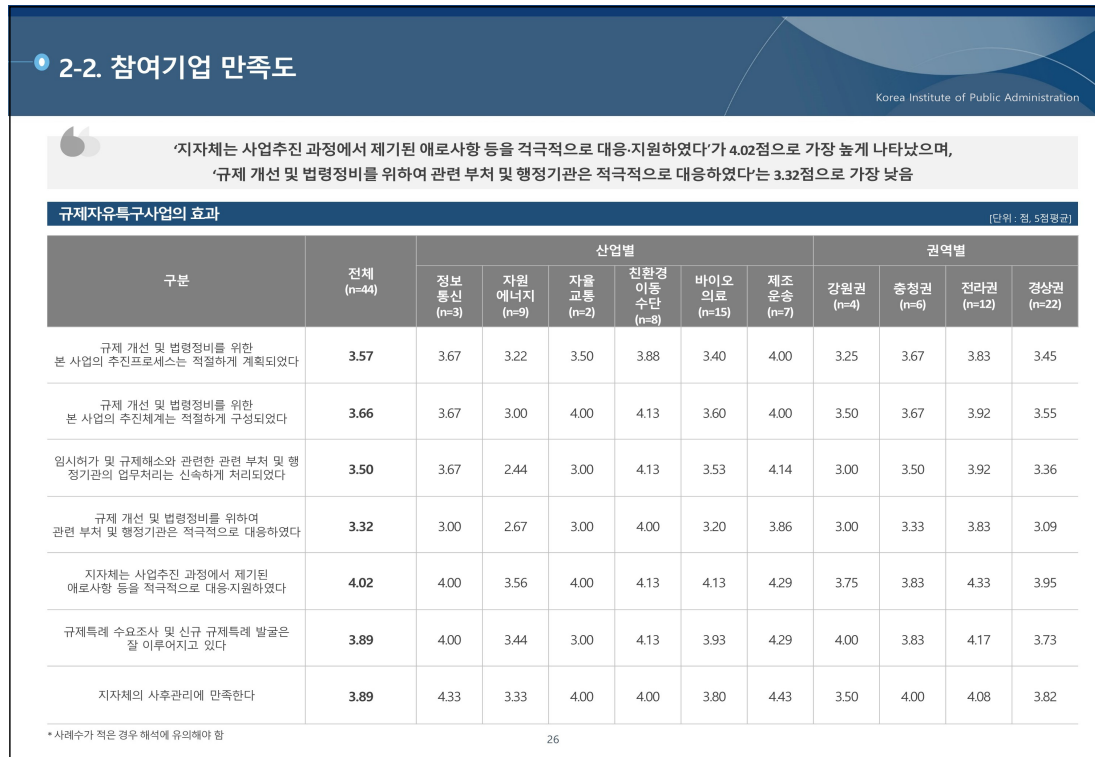 2-2. 참여기업 만족도
Korea Institute of Public Administration
‘지자체는 사업추진 과정에서 제기된 애로사항 등을 걱극적으로 대응·지원하였다’가 4.02점으로 가장 높게 나타났으며,
‘규제 개선 및 법령정비를 위하여 관련 부처 및 행정기관은 적극적으로 대응하였다’는 3.32점으로 가장 낮음
규제자유특구사업의 효과 [단위 : 점, 5점평균]
구분 전체 (n=44) 산업별 권역별
정보 통신 (n=3) 자원 에너지 (n=9) 자율 교통 (n=2) 친환경 이동 수단 (n=8) 바이오 의료 (n=15) 제조 운송 (n=7) 강원권 (n=4) 충청권 (n=6) 전라권 (n=12) 경상권 (n=22)
규제 개선 및 법령정비를 위한
본 사업의 추진프로세스는 적절하게 계획되었다 3.57 3.67 3.22 3.50 3.88 3.40 4.00 3.25 3.67 3.83 3.45
규제 개선 및 법령정비를 위한
본 사업의 추진체계는 적절하게 구성되었다 3.66 3.67 3.00 4.00 4.13 3.60 4.00 3.50 3.67 3.92 3.55
임시허가 및 규제해소와 관련한 관련 부처 및 행
정기관의 업무처리는 신속하게 처리되었다 3.50 3.67 2.44 3.00 4.13 3.53 4.14 3.00 3.50 3.92 3.36
규제 개선 및 법령정비를 위하여
관련 부처 및 행정기관은 적극적으로 대응하였다 3.32 3.00 2.67 3.00 4.00 3.20 3.86 3.00 3.33 3.83 3.09
지자체는 사업추진 과정에서 제기된
애로사항 등을 적극적으로 대응·지원하였다 4.02 4.00 3.56 4.00 4.13 4.13 4.29 3.75 3.83 4.33 3.95
규제특례 수요조사 및 신규 규제특례 발굴은
잘 이루어지고 있다 3.89 4.00 3.44 3.00 4.13 3.93 4.29 4.00 3.83 4.17 3.73
지자체의 사후관리에 만족한다 3.89 4.33 3.33 4.00 4.00 3.80 4.43 3.50 4.00 4.08 3.82
* 사례수가 적은 경우 해석에 유의해야 함
26